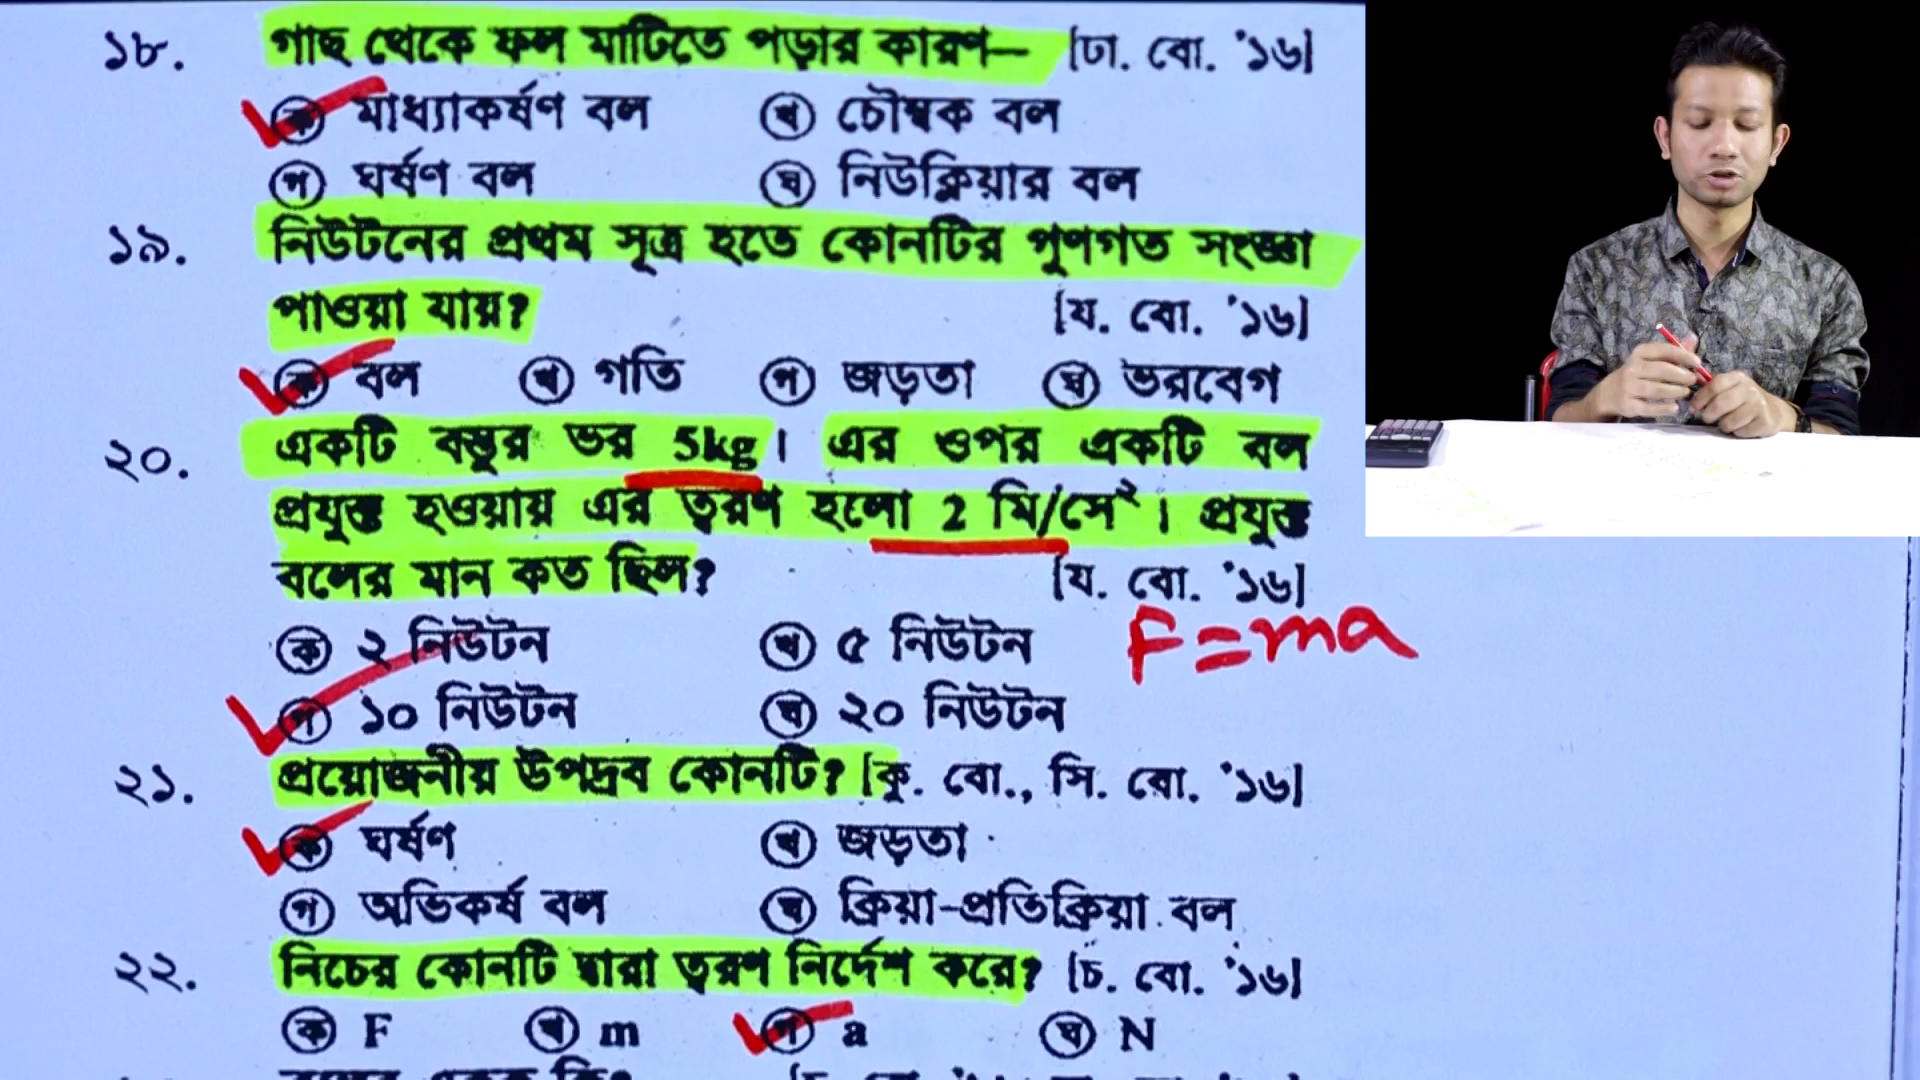 ১৮. গাছ থেকে ফল মাটিতে পড়ার কারণ— [ঢা. বো. '১৬]
ক মাধ্যাকর্ষণ বল খ চৌম্বক বল
গ ঘর্ষণ বল ঘ নিউক্লিয়ার বল
১৯. নিউটনের প্রথম সূত্র হতে কোনটির গুণগত সংজ্ঞা
পাওয়া যায়? [য. বো. '১৬]
ক বল খ গতি গ জড়তা ঘ ভরবেগ
২০. একটি বস্তুর ভর 5kg। এর ওপর একটি বল
প্রযুক্ত হওয়ায় এর ত্বরণ হলো 2 মি/সে²। প্রযুক্ত
বলের মান কত ছিল? [য. বো. '১৬]
F=ma
ক ২ নিউটন খ ৫ নিউটন
গ ১০ নিউটন ঘ ২০ নিউটন
২১. প্রয়োজনীয় উপদ্রব কোনটি? [কু. বো., সি. বো. '১৬]
ক ঘর্ষণ খ জড়তা
গ অভিকর্ষ বল ঘ ক্রিয়া-প্রতিক্রিয়া বল
২২. নিচের কোনটি দ্বারা ত্বরণ নির্দেশ করে? [চ. বো. '১৬]
ক F খ m গ a ঘ N